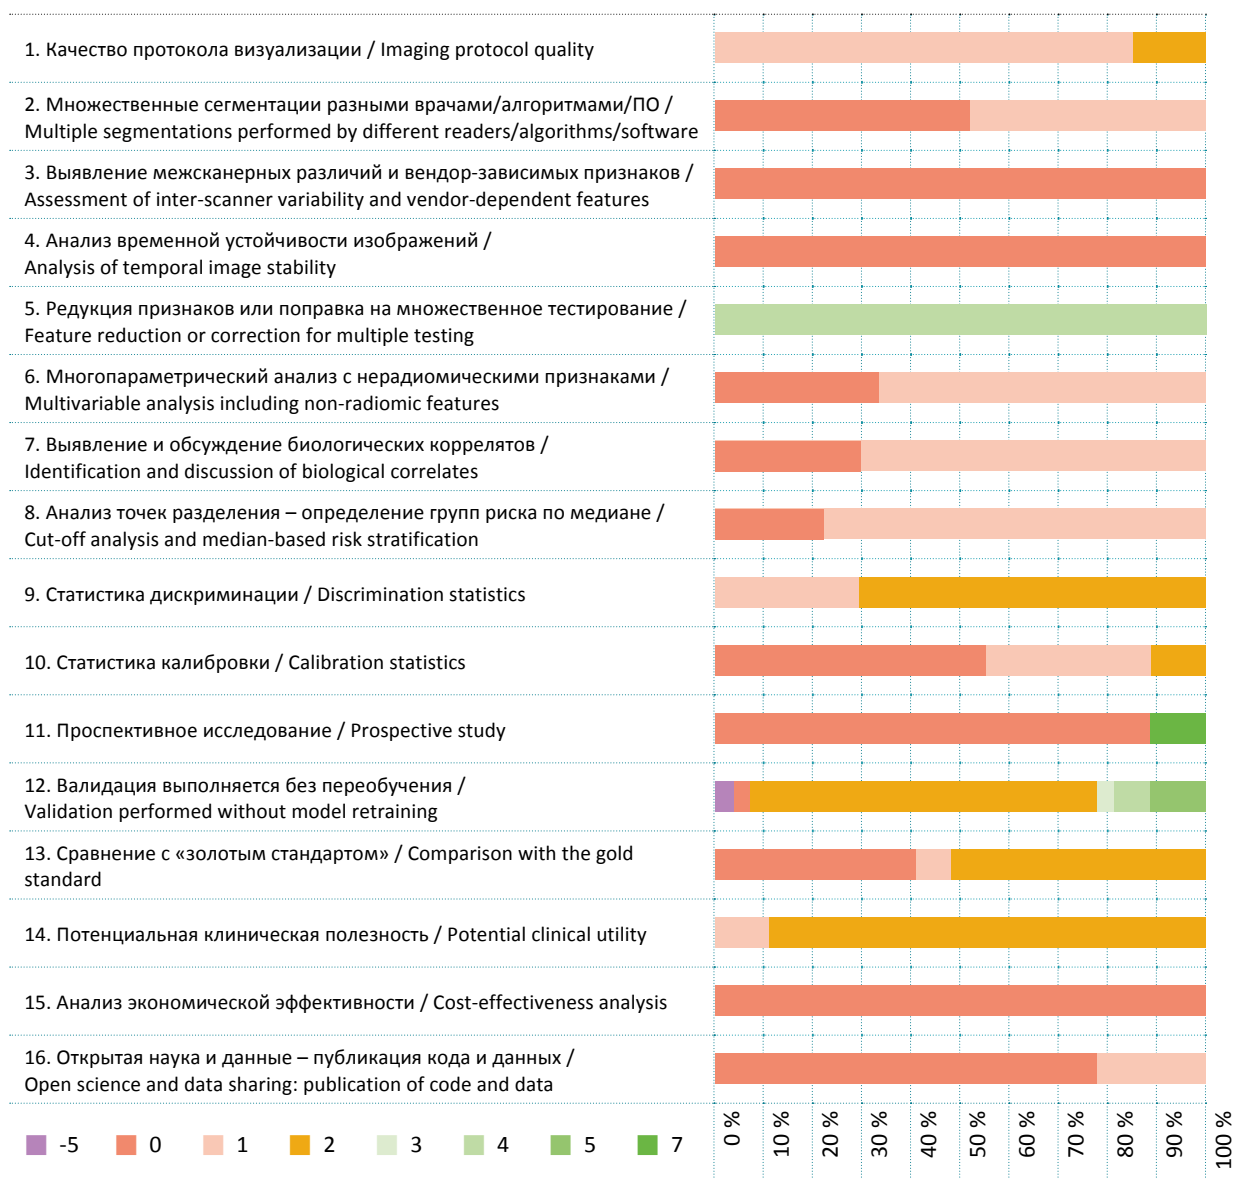 1. Качество протокола визуализации / Imaging protocol quality
2. Множественные сегментации разными врачами/алгоритмами/ПО /
Multiple segmentations performed by different readers/algorithms/software
3. Выявление межсканерных различий и вендор-зависимых признаков /
Assessment of inter-scanner variability and vendor-dependent features
4. Анализ временной устойчивости изображений /
Analysis of temporal image stability
5. Редукция признаков или поправка на множественное тестирование /
Feature reduction or correction for multiple testing
6. Многопараметрический анализ с нерадиомическими признаками /
Multivariable analysis including non-radiomic features
7. Выявление и обсуждение биологических коррелятов /
Identification and discussion of biological correlates
8. Анализ точек разделения – определение групп риска по медиане /
Cut-off analysis and median-based risk stratification
9. Статистика дискриминации / Discrimination statistics
10. Статистика калибровки / Calibration statistics
11. Проспективное исследование / Prospective study
12. Валидация выполняется без переобучения /
Validation performed without model retraining
13. Сравнение с «золотым стандартом» / Comparison with the gold
standard
14. Потенциальная клиническая полезность / Potential clinical utility
15. Анализ экономической эффективности / Cost-effectiveness analysis
16. Открытая наука и данные – публикация кода и данных /
Open science and data sharing: publication of code and data
-5 0 1 2 3 4 5 7
0 %
10 %
20 %
30 %
40 %
50 %
60 %
70 %
80 %
90 %
100 %